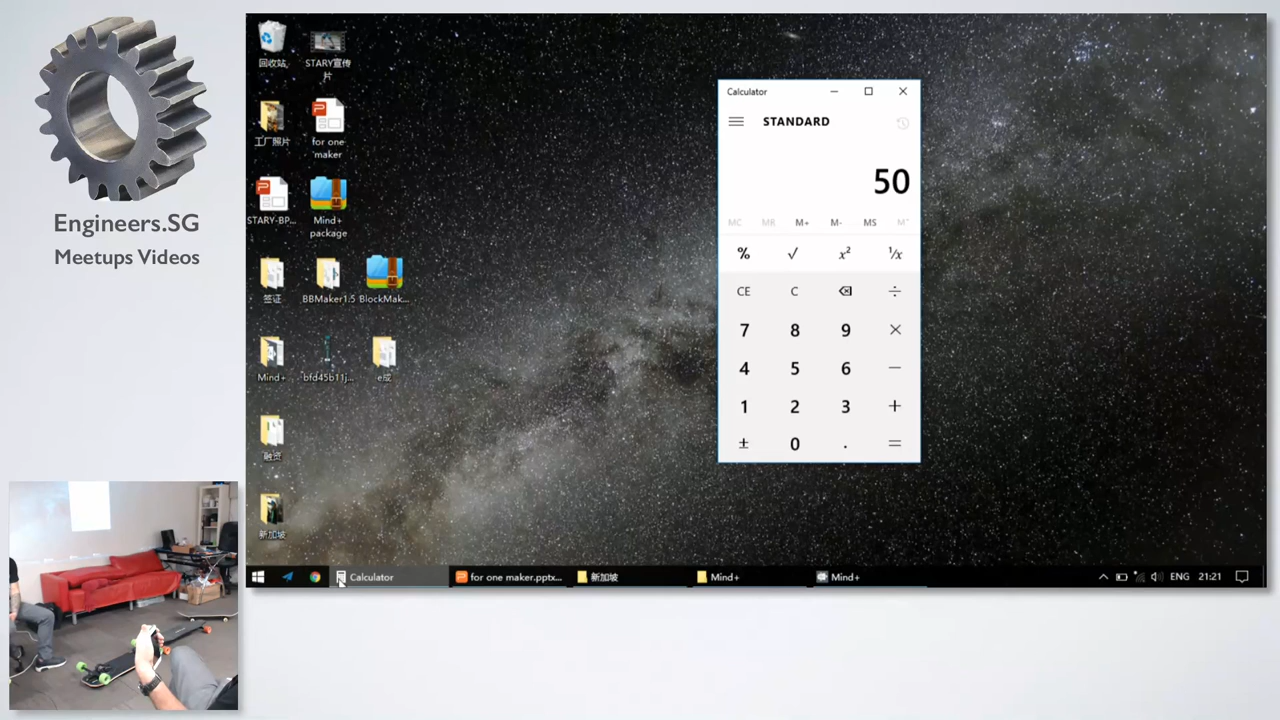 Engineers.SG
Meetups Videos
回收站
STARY宣传
片
工厂照片
for one
maker
STARY-BP...
Mind+
package
签证
BBMaker1.5
BlockMak...
Mind+
bfd45b11j...
e成
融资
新加坡
Calculator
STANDARD
50
MC MR M+ M- MS M˅
% √ x² ¹/x
CE C ÷
7 8 9 ×
4 5 6 −
1 2 3 +
± 0 . =
Calculator
for one maker.pptx...
新加坡
Mind+
Mind+
ENG
21:21